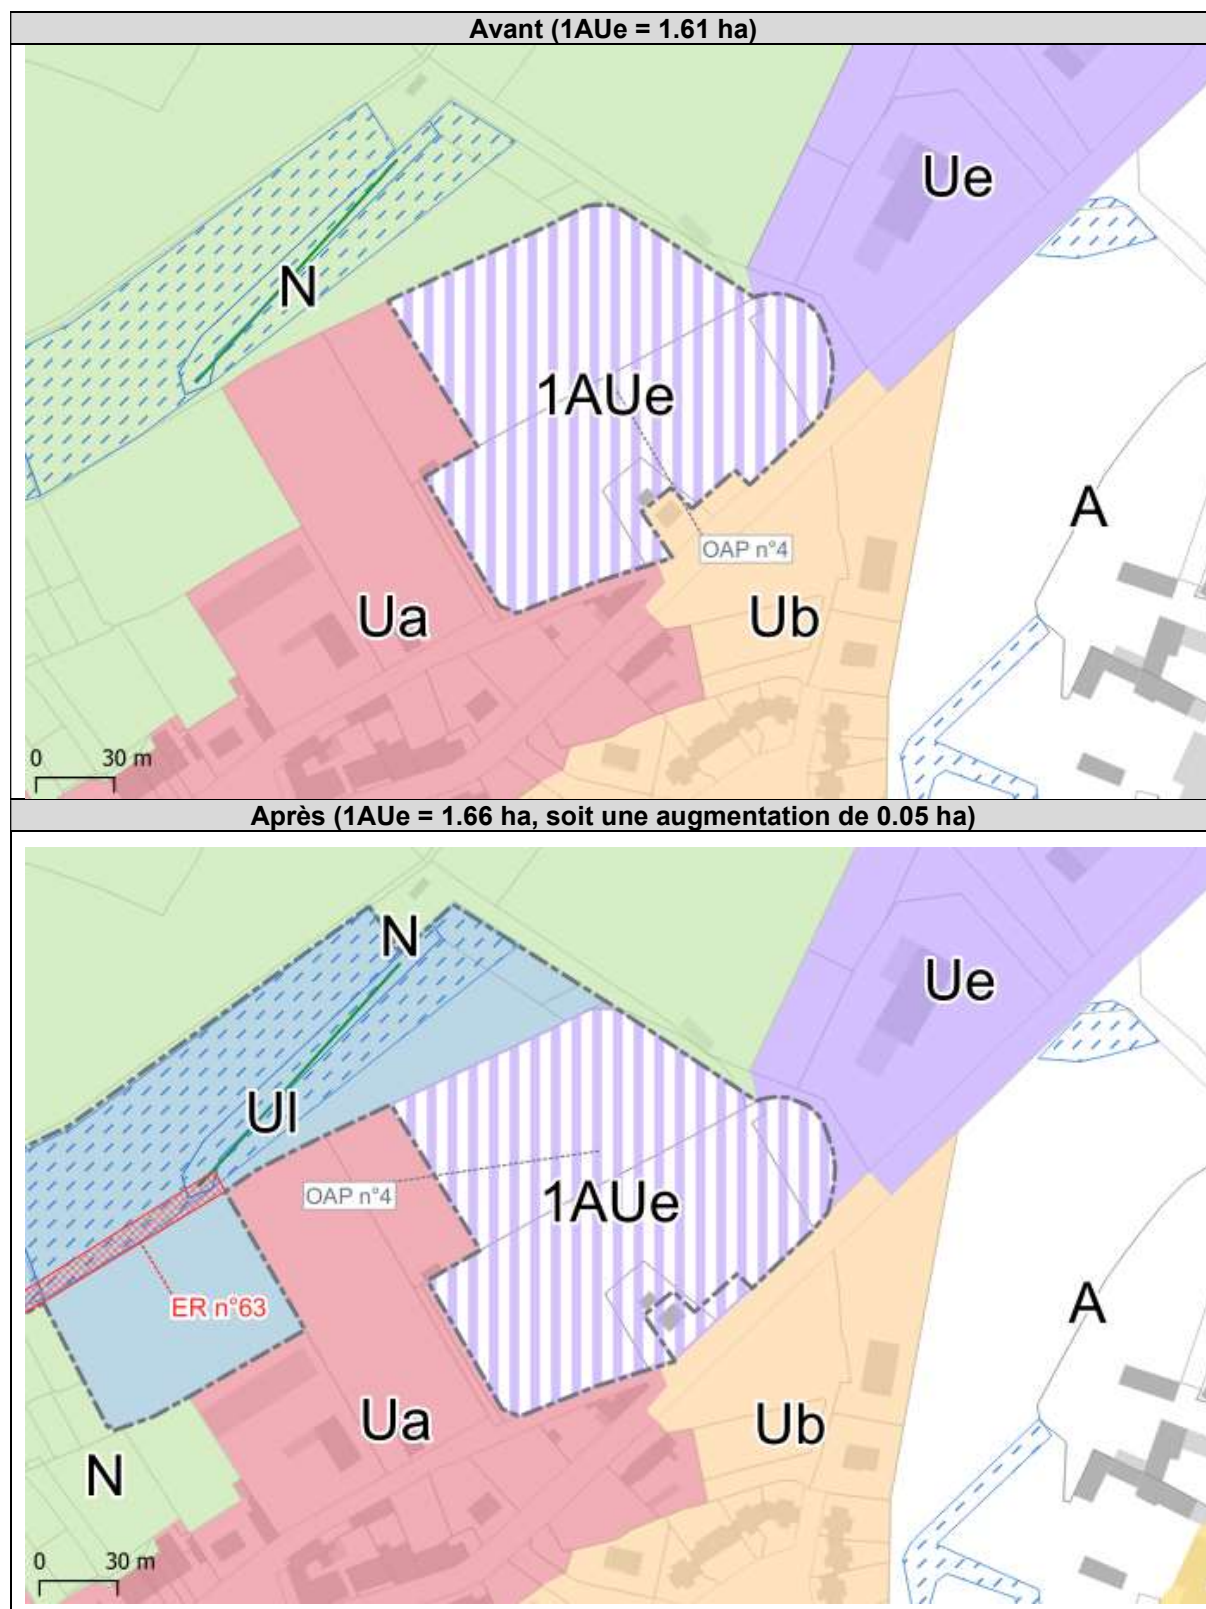 Avant (1AUe = 1.61 ha)
Ue
N
1AUe
A
OAP n°4
Ua
Ub
0 30 m
Après (1AUe = 1.66 ha, soit une augmentation de 0.05 ha)
N
Ue
Ul
OAP n°4
1AUe
ER n°63
A
Ua
Ub
N
0 30 m